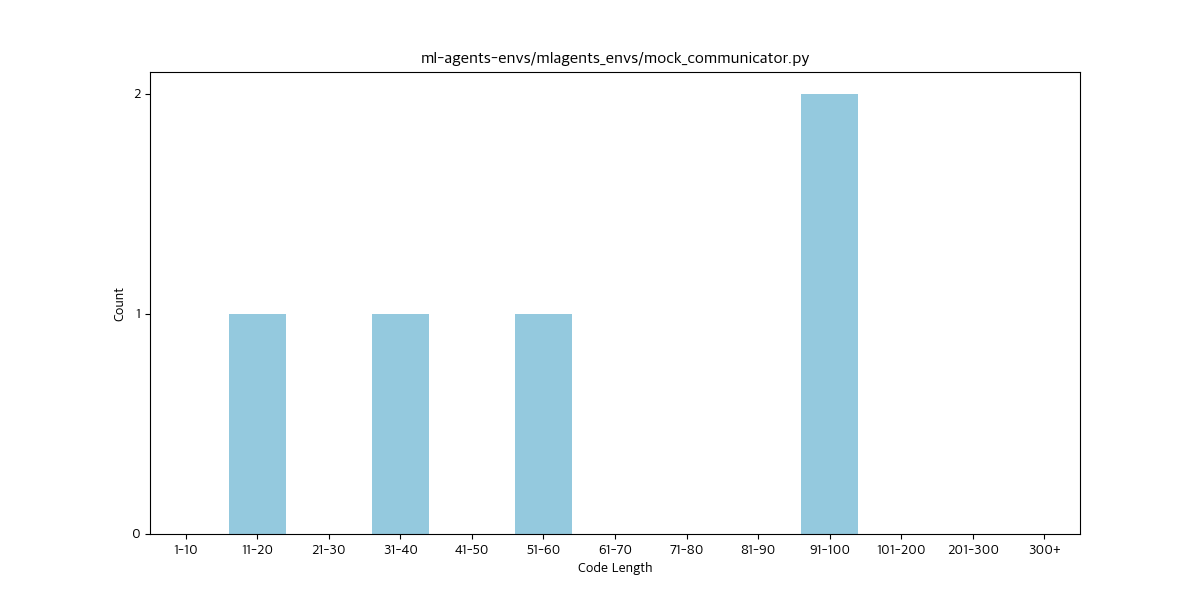 ml-agents-envs/mlagents_envs/mock_communicator.py
2
1
0
Count
1-10 11-20 21-30 31-40 41-50 51-60 61-70 71-80 81-90 91-100 101-200 201-300 300+
Code Length